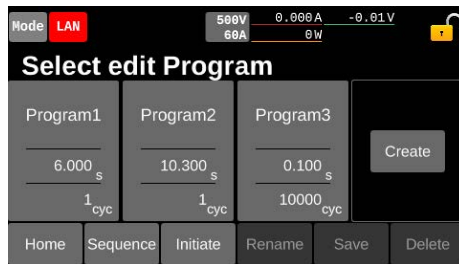 Mode LAN 500V 0.000A -0.01V
60A 0W
Select edit Program
Program1 Program2 Program3
Create
6.000 s 10.300 s 0.100 s
1 cyc 1 cyc 10000 cyc
Home Sequence Initiate Rename Save Delete